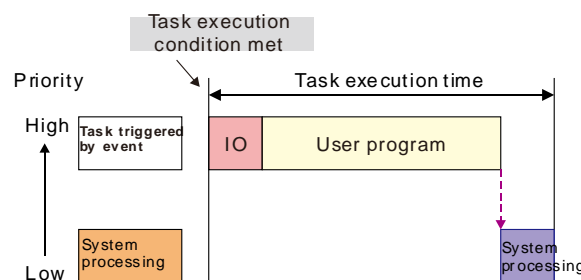 Task execution
condition met
Priority
Task execution time
High
Task triggered
by event
IO
User program
System
processing
System
processing
Low